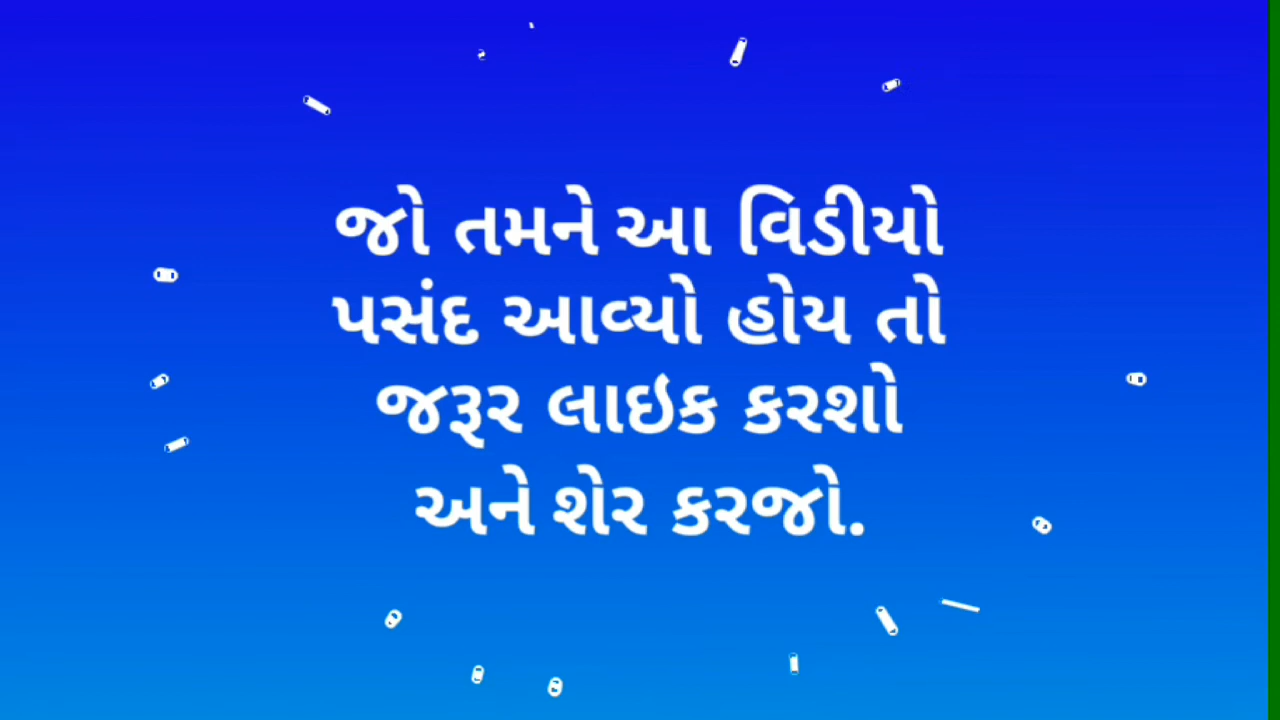 જો તમને આ વિડીયો
પસંદ આવ્યો હોય તો
જરૂર લાઇક કરશો
અને શેર કરજો.